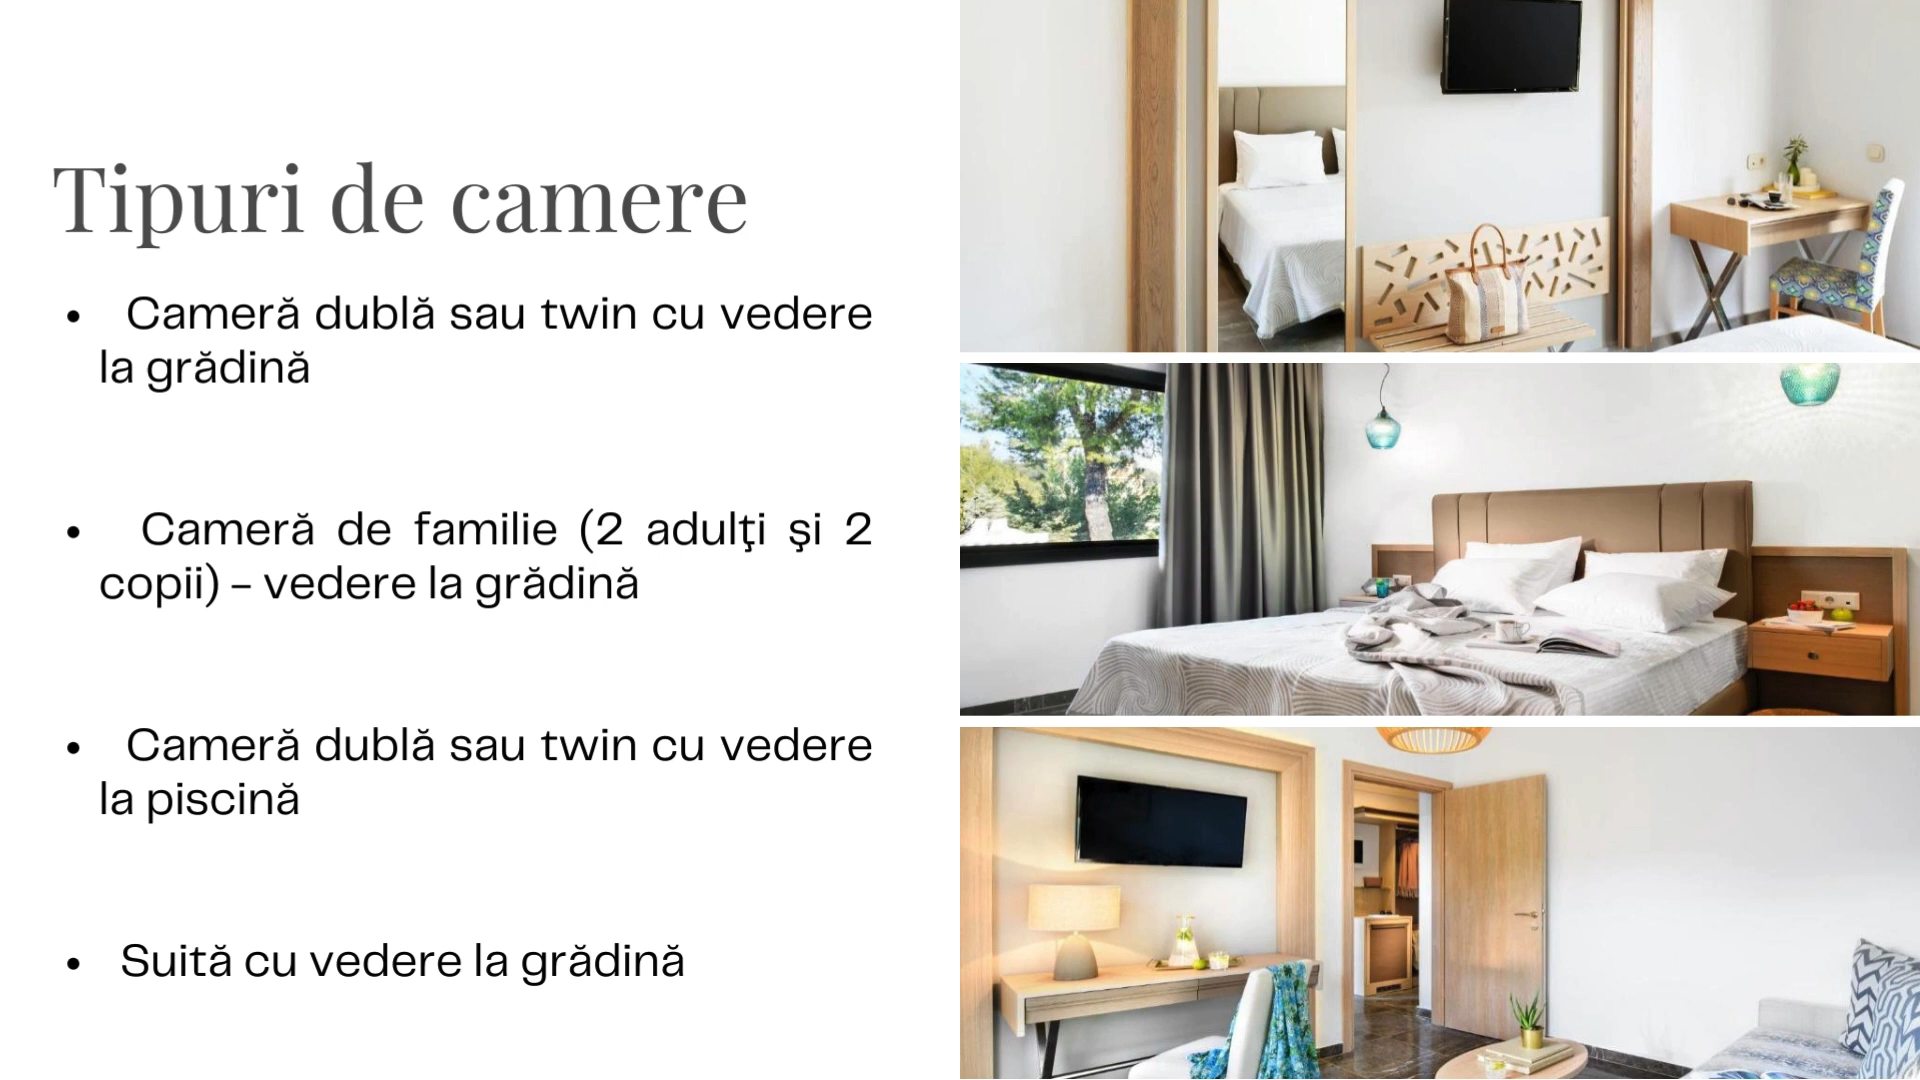 Tipuri de camere
• Cameră dublă sau twin cu vedere
la grădină
• Cameră de familie (2 adulţi şi 2
copii) – vedere la grădină
• Cameră dublă sau twin cu vedere
la piscină
• Suită cu vedere la grădină